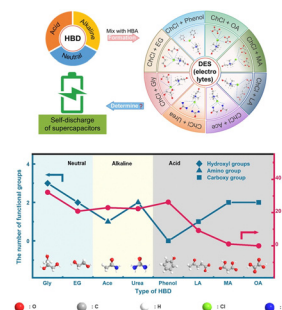 Acid
Alkaline
HBD
Neutral
Mix with HBA
Formation
DES
(electro
lytes)
ChCl + Phenol
ChCl + OA
ChCl + MA
ChCl + LA
ChCl + Ace
ChCl + Urea
ChCl + Gly
ChCl + EG
Determine
Self-discharge
of supercapacitors
Neutral
Alkaline
Acid
Hydroxyl groups
Amino group
Carboxy group
The number of functional groups
4
2
0
40
20
0
Gly
EG
Ace
Urea
Phenol
LA
MA
OA
Type of HBD
: O
: C
: H
: Cl
: